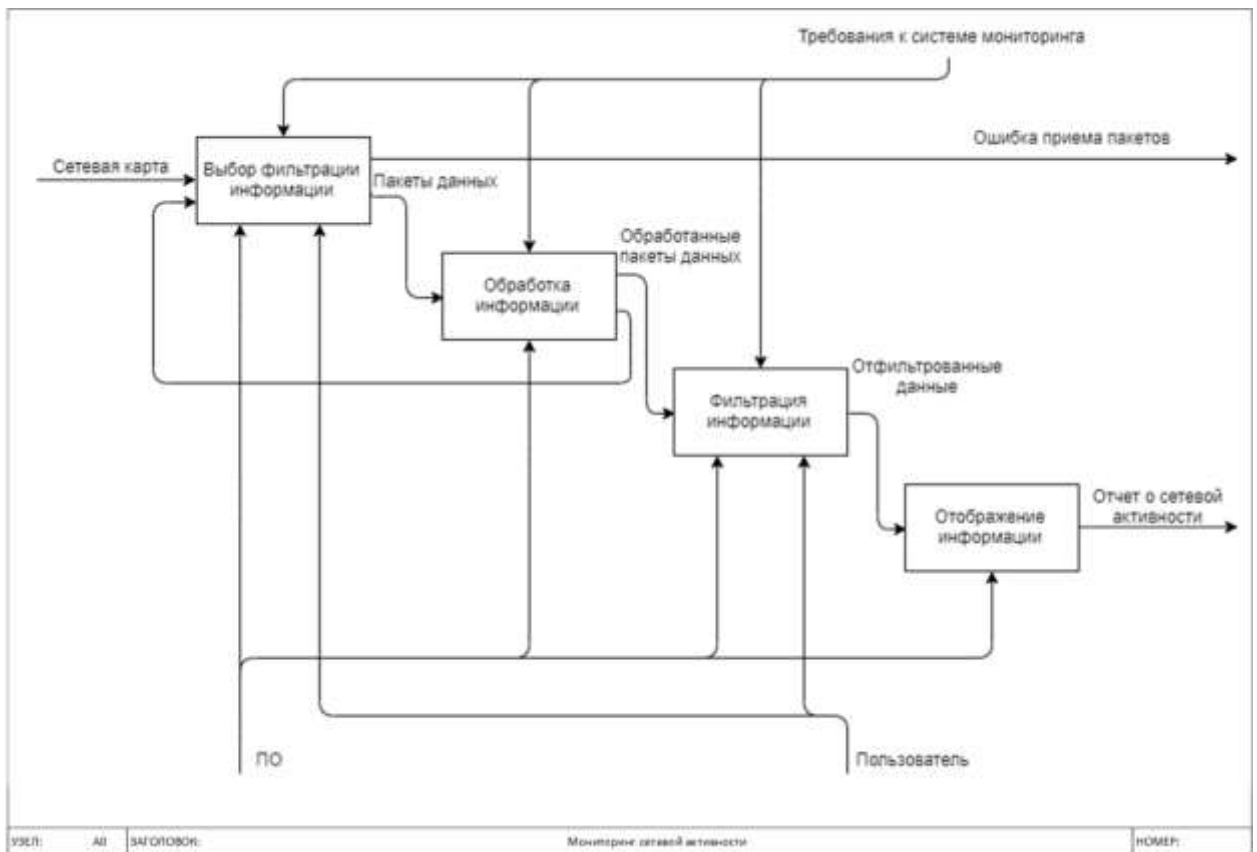 Требования к системе мониторинга
Ошибка приема пакетов
Сетевая карта
Выбор фильтрации
информации
Пакеты данных
Обработанные
пакеты данных
Обработка
информации
Отфильтрованные
данные
Фильтрация
информации
Отчет о сетевой
активности
Отображение
информации
ПО
Пользователь
УЗЕЛ:
A0
ЗАГОЛОВОК:
Мониторинг сетевой активности
НОМЕР: